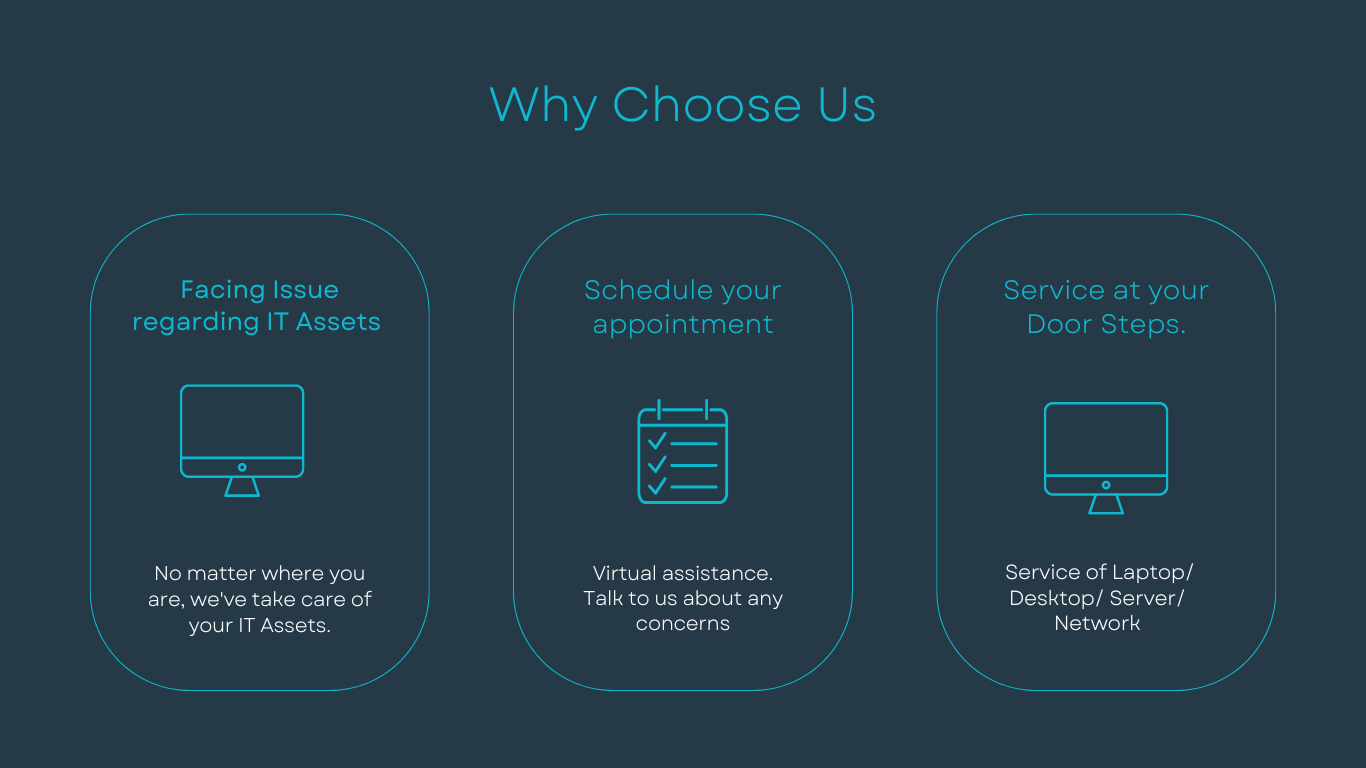 Why Choose Us
Facing Issue
regarding IT Assets
No matter where you
are, we've take care of
your IT Assets.
Schedule your
appointment
Virtual assistance.
Talk to us about any
concerns
Service at your
Door Steps.
Service of Laptop/
Desktop/ Server/
Network